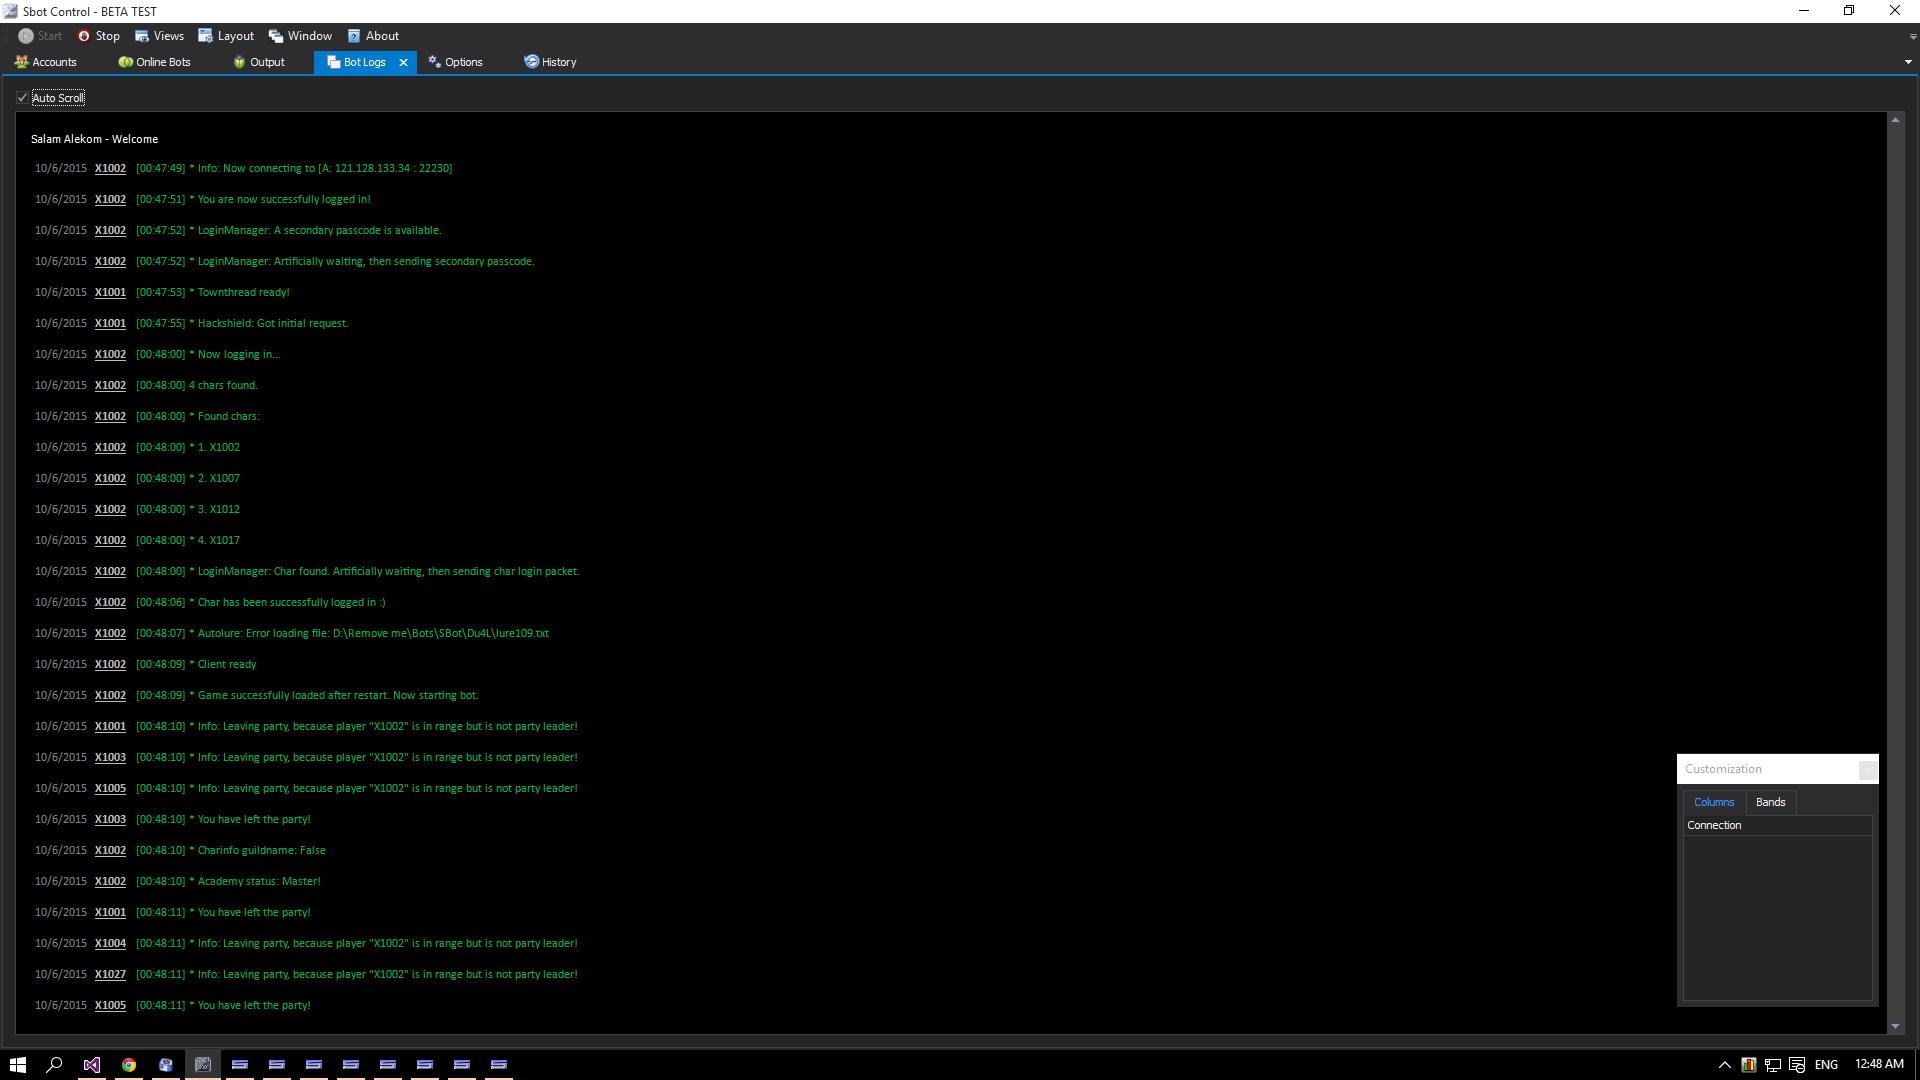 Sbot Control - BETA TEST
Start Stop Views Layout Window About
Accounts Online Bots Output Bot Logs Options History
Auto Scroll
Salam Alekom - Welcome
10/6/2015 X1002 [00:47:49] * Info: Now connecting to [A: 121.128.133.34 : 22230]
10/6/2015 X1002 [00:47:51] * You are now successfully logged in!
10/6/2015 X1002 [00:47:52] * LoginManager: A secondary passcode is available.
10/6/2015 X1002 [00:47:52] * LoginManager: Artificially waiting, then sending secondary passcode.
10/6/2015 X1001 [00:47:53] * Townthread ready!
10/6/2015 X1001 [00:47:55] * Hackshield: Got initial request.
10/6/2015 X1002 [00:48:00] * Now logging in...
10/6/2015 X1002 [00:48:00] 4 chars found.
10/6/2015 X1002 [00:48:00] * Found chars:
10/6/2015 X1002 [00:48:00] * 1. X1002
10/6/2015 X1002 [00:48:00] * 2. X1007
10/6/2015 X1002 [00:48:00] * 3. X1012
10/6/2015 X1002 [00:48:00] * 4. X1017
10/6/2015 X1002 [00:48:00] * LoginManager: Char found. Artificially waiting, then sending char login packet.
10/6/2015 X1002 [00:48:06] * Char has been successfully logged in :)
10/6/2015 X1002 [00:48:07] * Autolure: Error loading file: D:\Remove me\Bots\SBot\Du4L\lure109.txt
10/6/2015 X1002 [00:48:09] * Client ready
10/6/2015 X1002 [00:48:09] * Game successfully loaded after restart. Now starting bot.
10/6/2015 X1001 [00:48:10] * Info: Leaving party, because player "X1002" is in range but is not party leader!
10/6/2015 X1003 [00:48:10] * Info: Leaving party, because player "X1002" is in range but is not party leader!
10/6/2015 X1005 [00:48:10] * Info: Leaving party, because player "X1002" is in range but is not party leader!
10/6/2015 X1003 [00:48:10] * You have left the party!
10/6/2015 X1002 [00:48:10] * Charinfo guildname: False
10/6/2015 X1002 [00:48:10] * Academy status: Master!
10/6/2015 X1001 [00:48:11] * You have left the party!
10/6/2015 X1004 [00:48:11] * Info: Leaving party, because player "X1002" is in range but is not party leader!
10/6/2015 X1027 [00:48:11] * Info: Leaving party, because player "X1002" is in range but is not party leader!
10/6/2015 X1005 [00:48:11] * You have left the party!
Customization
Columns Bands
Connection
ENG 12:48 AM